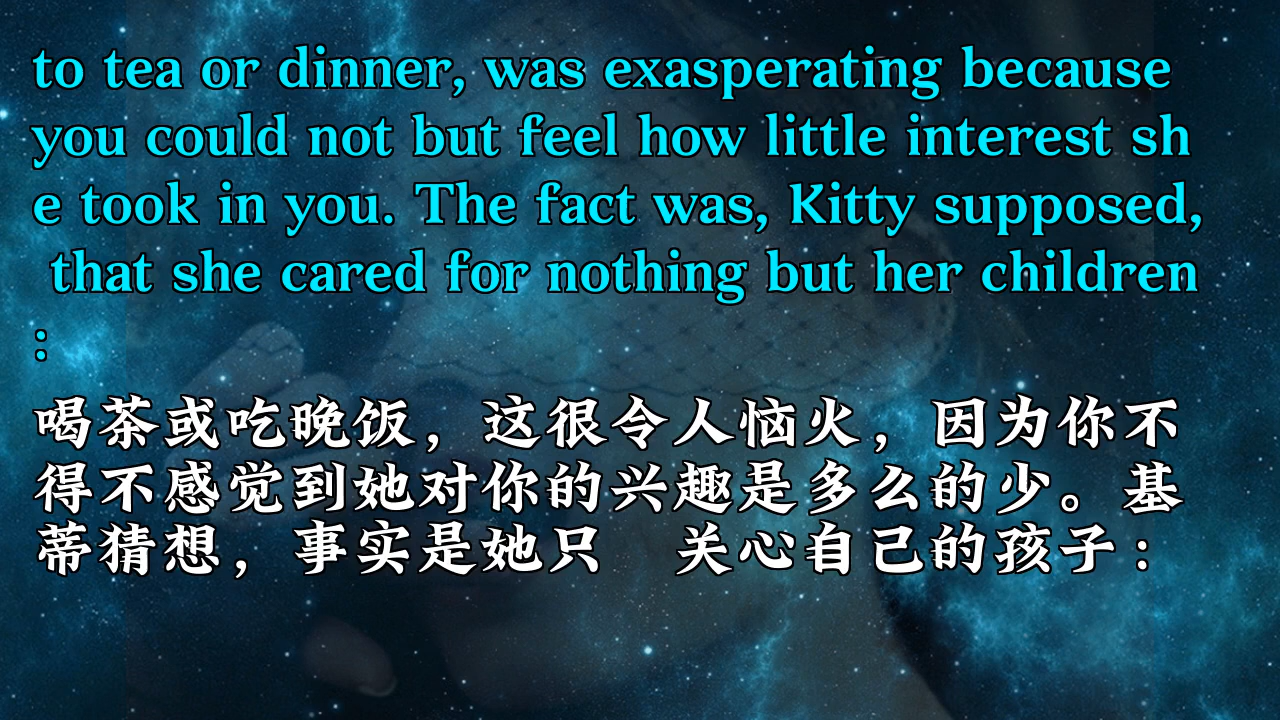 to tea or dinner, was exasperating because
you could not but feel how little interest sh
e took in you. The fact was, Kitty supposed,
that she cared for nothing but her children
:
喝茶或吃晚饭，这很令人恼火，因为你不
得不感觉到她对你的兴趣是多么的少。基
蒂猜想，事实是她只　关心自己的孩子：